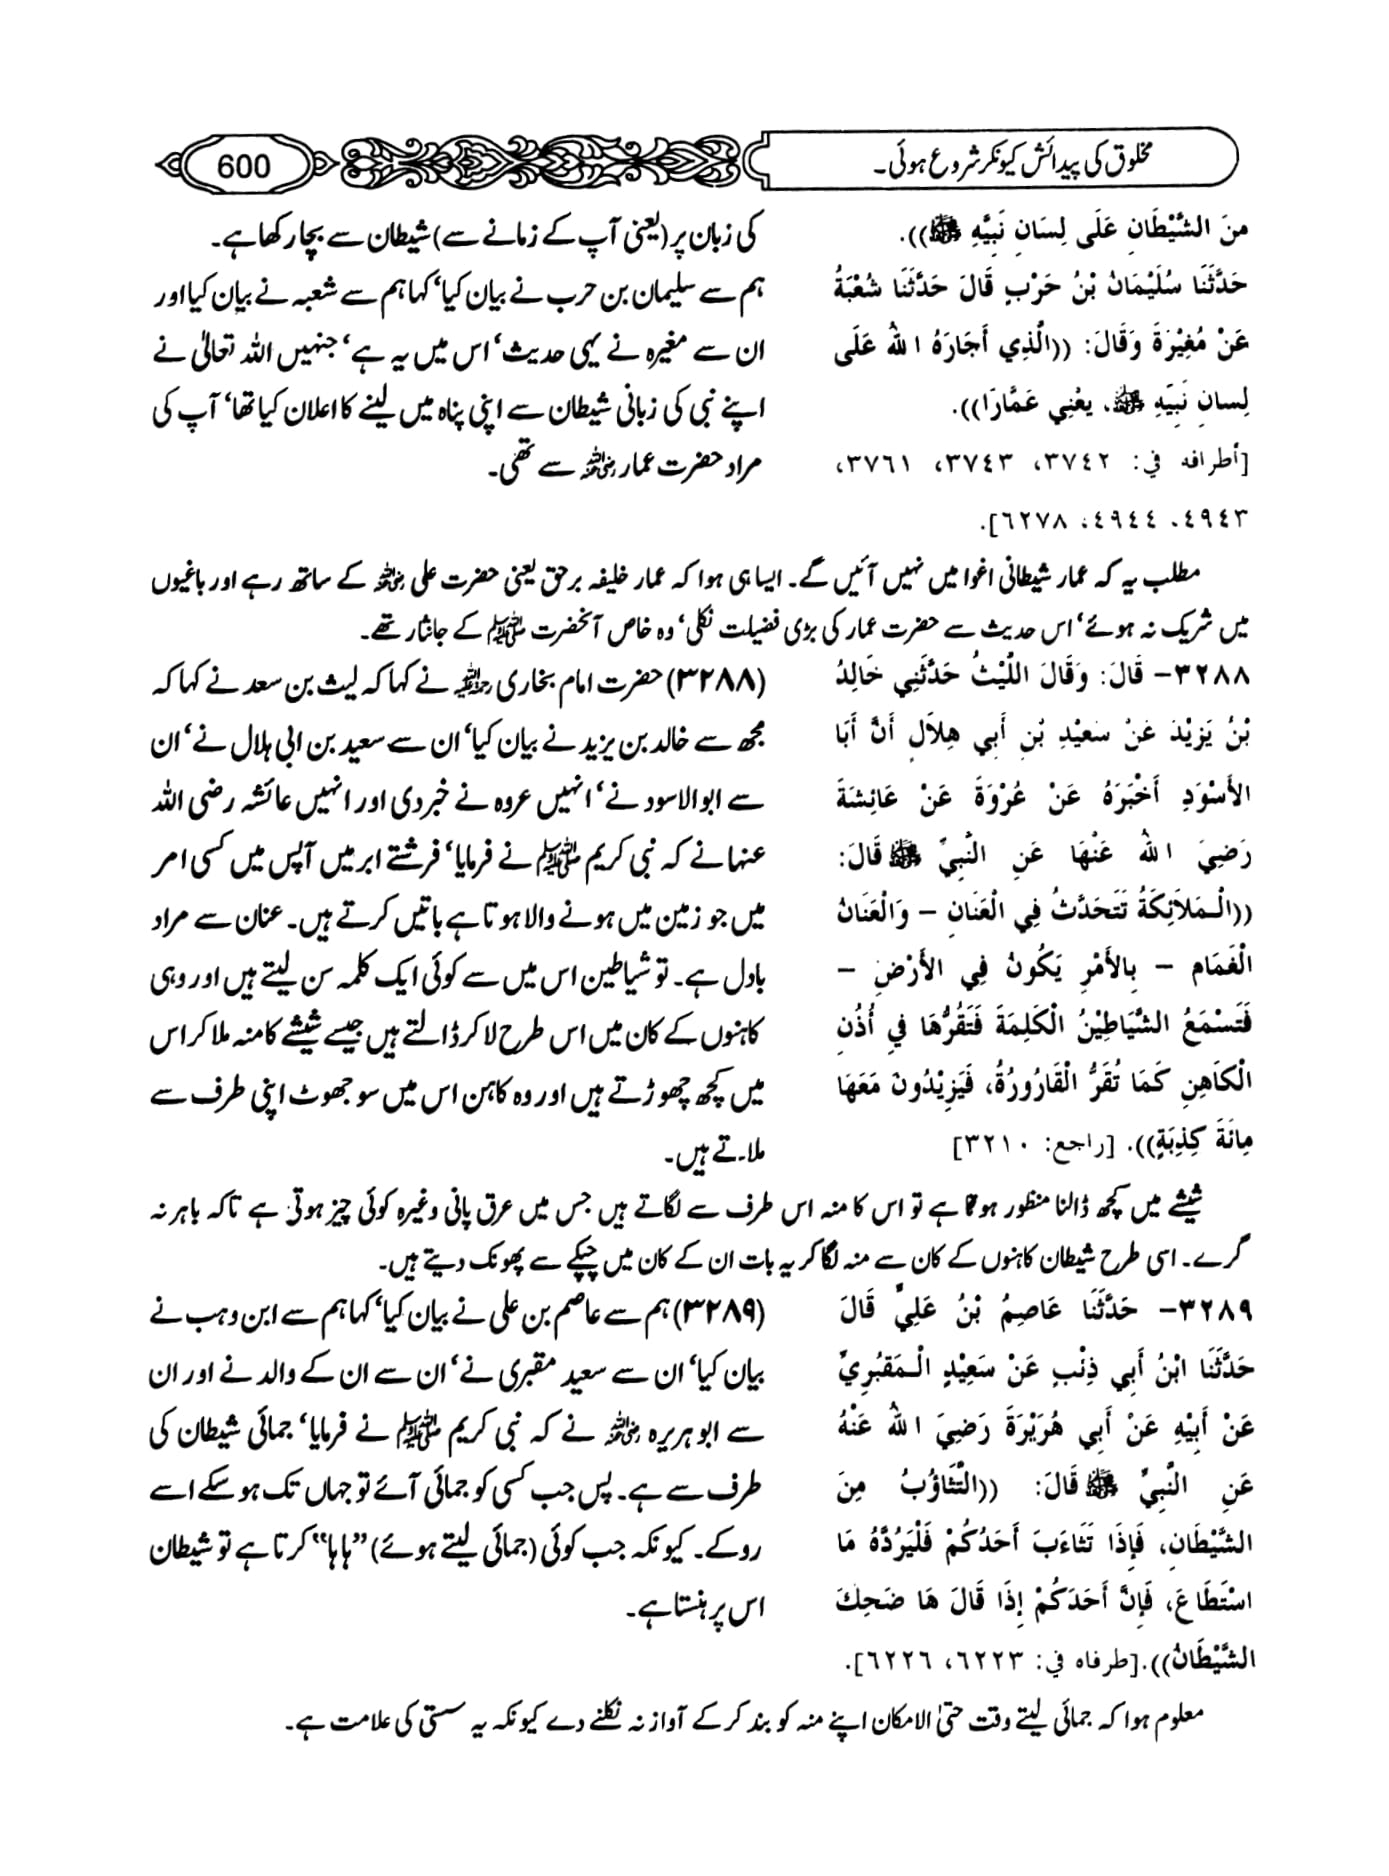 مخلوق کی پیدائش کیونکر شروع ہوئی۔
600
منَ الشَّيْطَانِ عَلَى لِسَانِ نَبِيِّهِ ﷺ)).
حَدَّثَنَا سُلَيْمَانُ بْنُ حَرْبٍ قَالَ حَدَّثَنَا شُعْبَةُ
عَنْ مُغِيْرَةَ وَقَالَ: ((الَّذِي أَجَارَهُ اللهُ عَلَى
لِسانِ نَبِيِّهِ ﷺ، يعْنِي عَمَّارًا)).
[أطرافه في: ٣٧٤٢، ٣٧٤٣، ٣٧٦١،
٤٩٤٣، ٤٩٤٤، ٦٢٧٨].
کی زبان پر (یعنی آپ کے زمانے سے) شیطان سے بچا رکھا ہے۔
ہم سے سلیمان بن حرب نے بیان کیا‘ کہا ہم سے شعبہ نے بیان کیا اور
ان سے مغیرہ نے یہی حدیث‘ اس میں یہ ہے‘ جنہیں اللہ تعالیٰ نے
اپنے نبی کی زبانی شیطان سے اپنی پناہ میں لینے کا اعلان کیا تھا‘ آپ کی
مراد حضرت عمار رضی اللہ عنہ سے تھی۔
مطلب یہ کہ عمار شیطانی اغوا میں نہیں آئیں گے۔ ایسا ہی ہوا کہ عمار خلیفہ برحق یعنی حضرت علی رضی اللہ عنہ کے ساتھ رہے اور باغیوں
میں شریک نہ ہوئے‘ اس حدیث سے حضرت عمار کی بڑی فضیلت نکلی‘ وہ خاص آنحضرت ﷺ کے جانثار تھے۔
٣٢٨٨– قَالَ: وَقَالَ اللَّيْثُ حَدَّثَنِي خَالِدُ
بْنُ يَزِيْدَ عَنْ سَعِيْدِ بْنِ أَبِي هِلَالٍ أَنَّ أَبَا
الأَسْوَدِ أَخْبَرَهُ عَنْ عُرْوَةَ عَنْ عَائِشَةَ
رَضِيَ اللهُ عَنْهَا عَنِ النَّبِيِّ ﷺ قَالَ:
((الْمَلاَئِكَةُ تَتَحَدَّثُ فِي الْعَنَانِ – وَالْعَنَانُ
الْغَمَام – بِالأَمْرِ يَكُونُ فِي الأَرْضِ –
فَتَسْمَعُ الشَّيَاطِيْنُ الْكَلِمَةَ فَتَقُرُّهَا فِي أُذُنِ
الْكَاهِنِ كَمَا تُقَرُّ الْقَارُورَةُ، فَيَزِيْدُونَ مَعَهَا
مِائَةَ كِذِبَةٍ)). [راجع: ٣٢١٠]
(۳۲۸۸) حضرت امام بخاری رحمہ اللہ نے کہا کہ لیث بن سعد نے کہا کہ
مجھ سے خالد بن یزید نے بیان کیا‘ ان سے سعید بن ابی ہلال نے‘ ان
سے ابو الاسود نے‘ انہیں عروہ نے خبر دی اور انہیں عائشہ رضی اللہ
عنہا نے کہ نبی کریم ﷺ نے فرمایا‘ فرشتے ابر میں آپس میں کسی امر
میں جو زمین میں ہونے والا ہوتا ہے باتیں کرتے ہیں۔ عنان سے مراد
بادل ہے۔ تو شیاطین اس میں سے کوئی ایک کلمہ سن لیتے ہیں اور وہی
کاہنوں کے کان میں اس طرح لا کر ڈالتے ہیں جیسے شیشے کا منہ ملا کر اس
میں کچھ چھوڑتے ہیں اور وہ کاہن اس میں سو جھوٹ اپنی طرف سے
ملاتے ہیں۔
شیشے میں کچھ ڈالنا منظور ہوتا ہے تو اس کا منہ اس طرف سے لگاتے ہیں جس میں عرق پانی وغیرہ کوئی چیز ہوتی ہے تاکہ باہر نہ
گرے۔ اسی طرح شیطان کاہنوں کے کان سے منہ لگا کر یہ بات ان کے کان میں چپکے سے پھونک دیتے ہیں۔
٣٢٨٩– حَدَّثَنَا عَاصِمُ بْنُ عَلِيٍّ قَالَ
حَدَّثَنَا ابْنُ أَبِي ذِئْبٍ عَنْ سَعِيْدٍ الْمَقبُرِيِّ
عَنْ أَبِيْهِ عَنْ أَبِي هُرَيْرَةَ رَضِيَ اللهُ عَنْهُ
عَنِ النَّبِيِّ ﷺ قَالَ: ((التَّثَاؤُبُ مِنَ
الشَّيْطَانِ، فَإِذَا تَثَاءَبَ أَحَدُكُمْ فَلْيَرُدَّهُ مَا
اسْتَطَاعَ، فَإِنَّ أَحَدَكُمْ إِذَا قَالَ هَا ضَحِكَ
الشَّيْطَانُ)).[طرفاه في: ٦٢٢٣، ٦٢٢٦].
(۳۲۸۹) ہم سے عاصم بن علی نے بیان کیا‘ کہا ہم سے ابن وہب نے
بیان کیا‘ ان سے سعید مقبری نے‘ ان سے ان کے والد نے اور ان
سے ابو ہریرہ رضی اللہ عنہ نے کہ نبی کریم ﷺ نے فرمایا‘ جمائی شیطان کی
طرف سے ہے۔ پس جب کسی کو جمائی آئے تو جہاں تک ہو سکے اسے
روکے۔ کیونکہ جب کوئی (جمائی لیتے ہوئے) ”ہاہا“ کرتا ہے تو شیطان
اس پر ہنستا ہے۔
معلوم ہوا کہ جمائی لیتے وقت حتیٰ الامکان اپنے منہ کو بند کر کے آواز نہ نکلنے دے کیونکہ یہ سستی کی علامت ہے۔